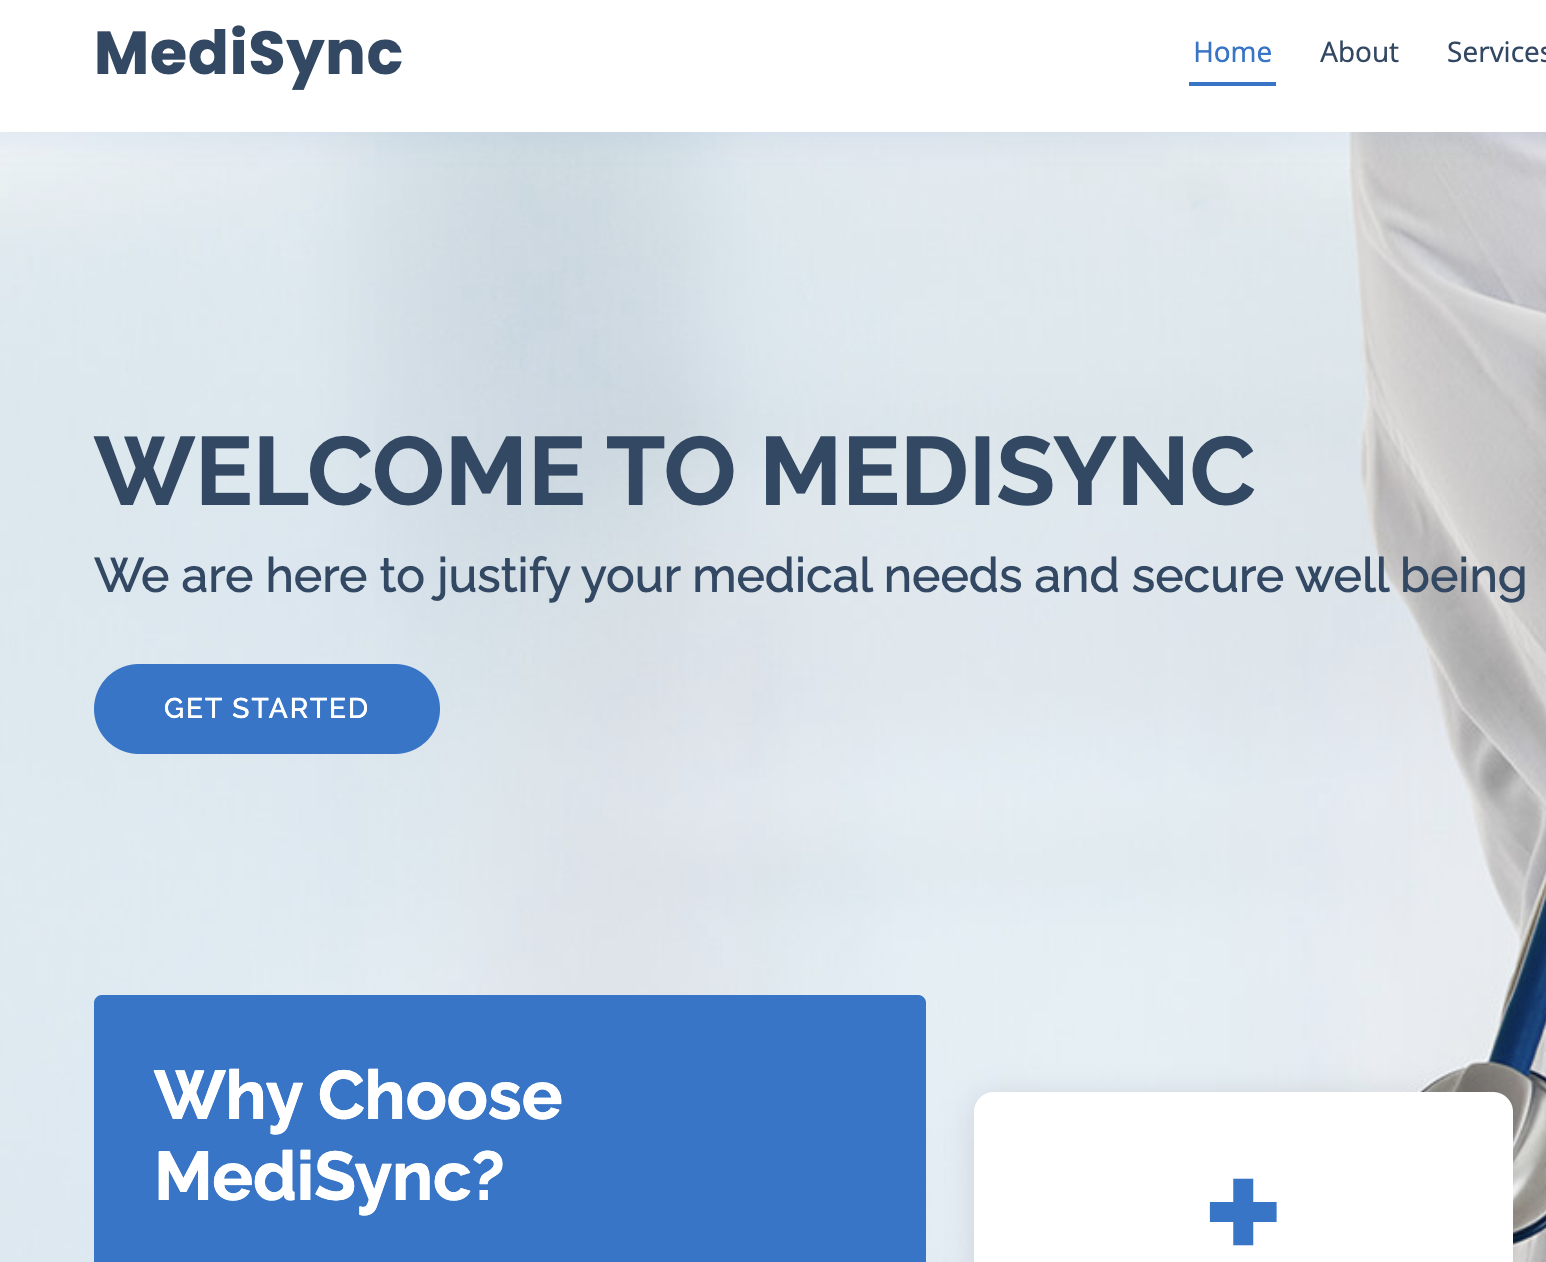 MediSync
Home About Services
WELCOME TO MEDISYNC
We are here to justify your medical needs and secure well being
GET STARTED
Why Choose
MediSync?